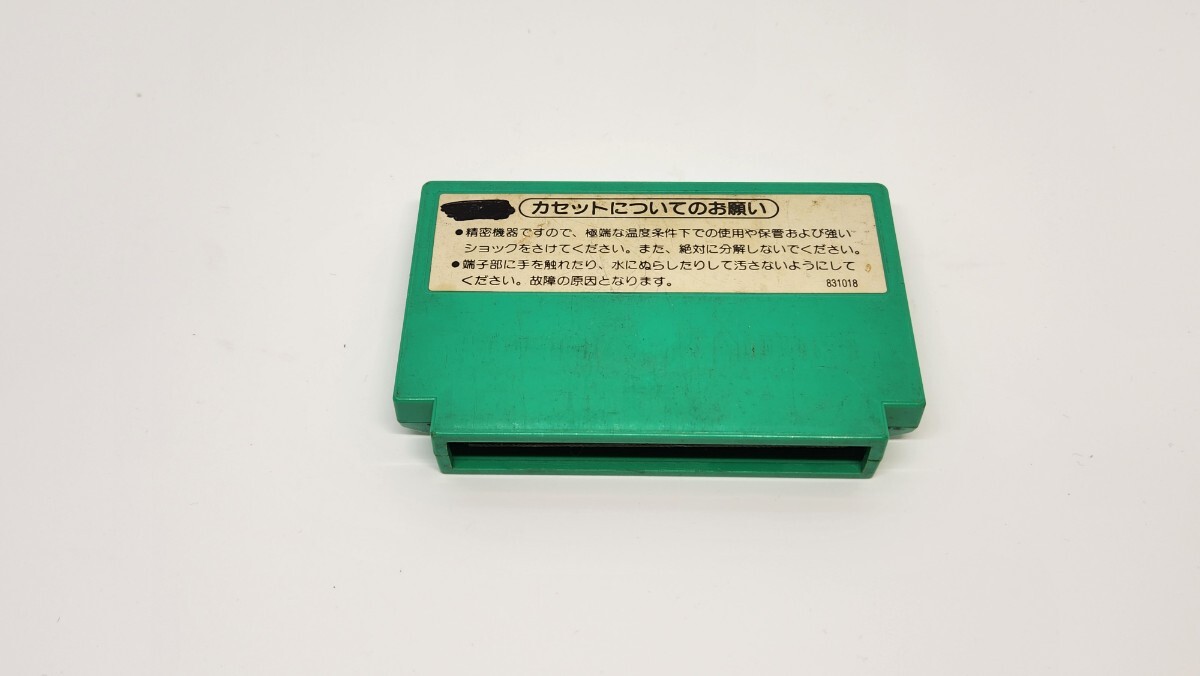 カセットについてのお願い
●精密機器ですので、極端な温度条件下での使用や保管および強い
ショックをさけてください。また、絶対に分解しないでください。
●端子部に手を触れたり、水にぬらしたりして汚さないようにして
ください。故障の原因となります。 831018